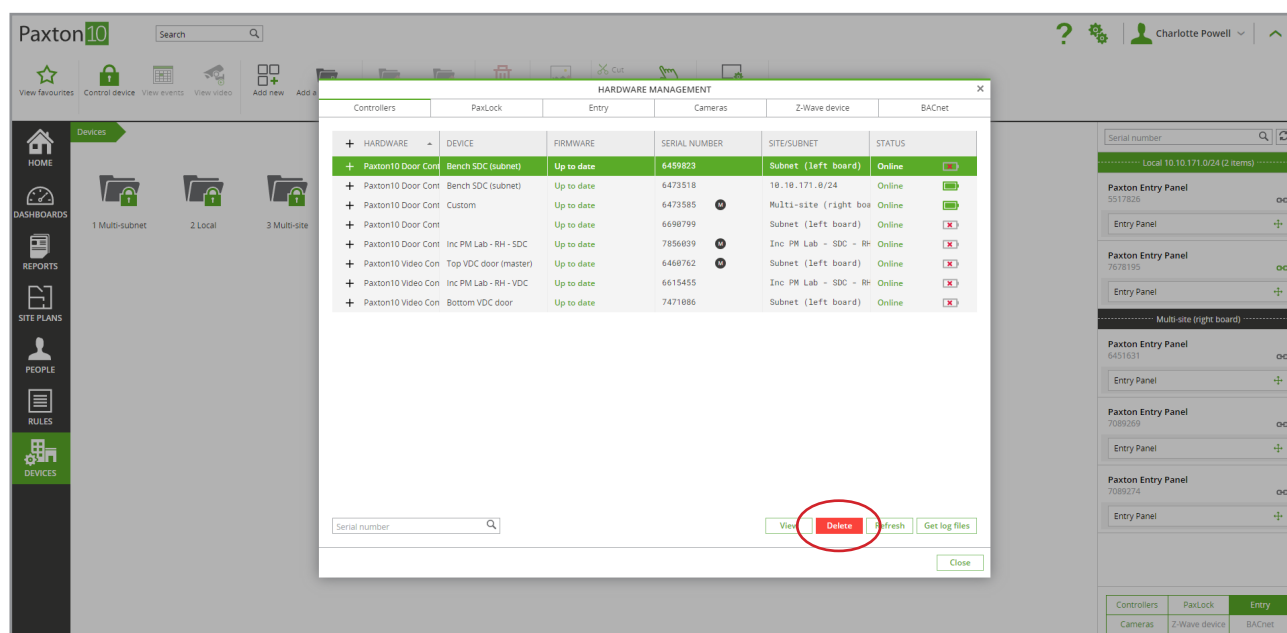 Paxton10
Search
Charlotte Powell
View favourites
Control device
View events
View video
Add new
Add a
Cut
HARDWARE MANAGEMENT
Controllers PaxLock Entry Cameras Z-Wave device BACnet
HARDWARE DEVICE FIRMWARE SERIAL NUMBER SITE/SUBNET STATUS
Paxton10 Door Cont Bench SDC (subnet) Up to date 6459823 Subnet (left board) Online
Paxton10 Door Cont Bench SDC (subnet) Up to date 6473518 10.10.171.0/24 Online
Paxton10 Door Cont Custom Up to date 6473585 M Multi-site (right boa Online
Paxton10 Door Cont Up to date 6690799 Subnet (left board) Online
Paxton10 Door Cont Inc PM Lab - RH - SDC Up to date 7856039 M Inc PM Lab - SDC - RH Online
Paxton10 Video Con Top VDC door (master) Up to date 6460762 M Subnet (left board) Online
Paxton10 Video Con Inc PM Lab - RH - VDC Up to date 6615455 Inc PM Lab - SDC - RH Online
Paxton10 Video Con Bottom VDC door Up to date 7471086 Subnet (left board) Online
Serial number
View Delete Refresh Get log files
Close
HOME
DASHBOARDS
REPORTS
SITE PLANS
PEOPLE
RULES
DEVICES
Devices
1 Multi-subnet
2 Local
3 Multi-site
Serial number
Local 10.10.171.0/24 (2 items)
Paxton Entry Panel
5517826
Entry Panel
Paxton Entry Panel
7678195
Entry Panel
Multi-site (right board)
Paxton Entry Panel
6451631
Entry Panel
Paxton Entry Panel
7089269
Entry Panel
Paxton Entry Panel
7089274
Entry Panel
Controllers PaxLock Entry
Cameras Z-Wave device BACnet